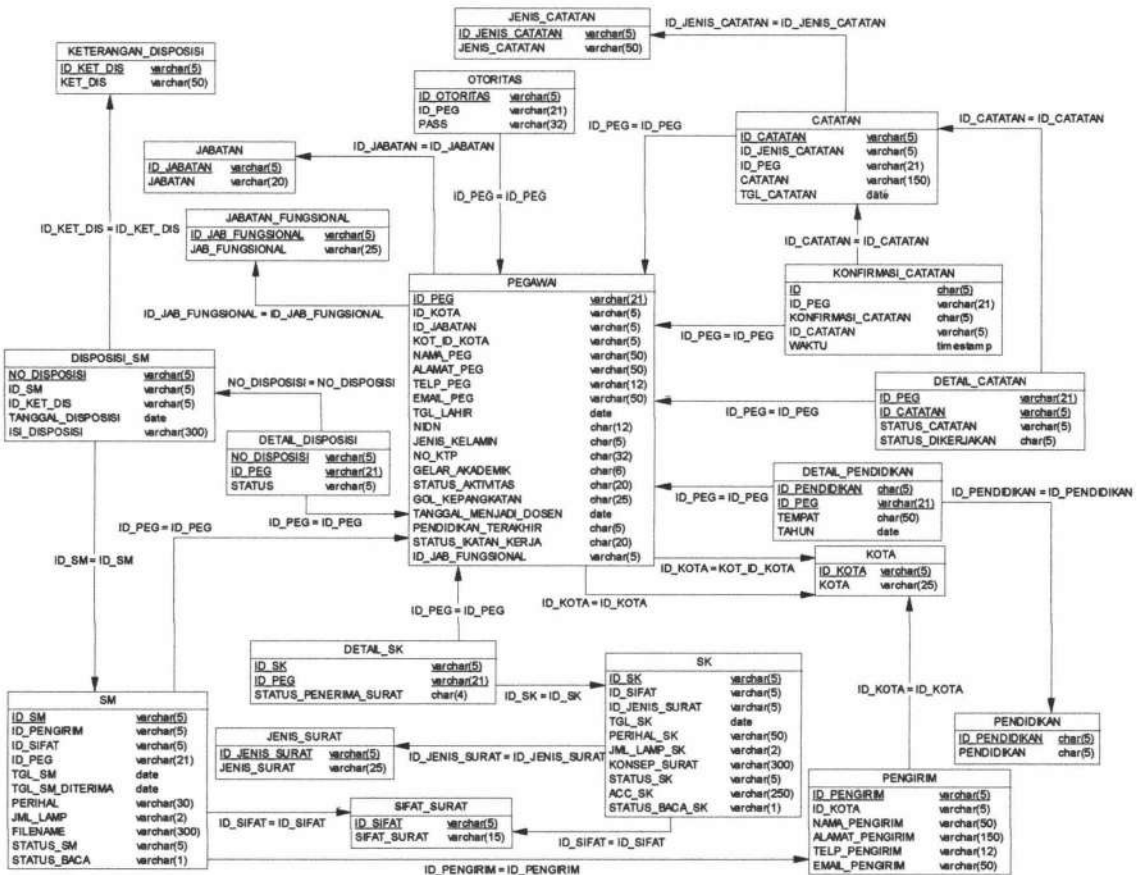 JENIS_CATATAN
ID_JENIS_CATATAN varchar(5)
JENIS_CATATAN varchar(50)
ID_JENIS_CATATAN = ID_JENIS_CATATAN
KETERANGAN_DISPOSISI
ID_KET_DIS varchar(5)
KET_DIS varchar(50)
OTORITAS
ID_OTORITAS varchar(5)
ID_PEG varchar(21)
PASS varchar(32)
ID_PEG = ID_PEG
CATATAN
ID_CATATAN varchar(5)
ID_JENIS_CATATAN varchar(5)
ID_PEG varchar(21)
CATATAN varchar(150)
TGL_CATATAN date
ID_CATATAN = ID_CATATAN
ID_JABATAN = ID_JABATAN
JABATAN
ID_JABATAN varchar(5)
JABATAN varchar(20)
ID_PEG = ID_PEG
JABATAN_FUNGSIONAL
ID_JAB_FUNGSIONAL varchar(5)
JAB_FUNGSIONAL varchar(25)
ID_KET_DIS = ID_KET_DIS
ID_CATATAN = ID_CATATAN
KONFIRMASI_CATATAN
ID char(5)
ID_PEG varchar(21)
KONFIRMASI_CATATAN char(5)
ID_CATATAN varchar(5)
WAKTU timestamp
ID_JAB_FUNGSIONAL = ID_JAB_FUNGSIONAL
PEGAWAI
ID_PEG varchar(21)
ID_KOTA varchar(5)
ID_JABATAN varchar(5)
KOT_ID_KOTA varchar(5)
NAMA_PEG varchar(50)
ALAMAT_PEG varchar(50)
TELP_PEG varchar(12)
EMAIL_PEG varchar(50)
TGL_LAHIR date
NIDN char(12)
JENIS_KELAMIN char(5)
NO_KTP char(32)
GELAR_AKADEMIK char(6)
STATUS_AKTIVITAS char(20)
GOL_KEPANGKATAN char(25)
TANGGAL_MENJADI_DOSEN date
PENDIDIKAN_TERAKHIR char(5)
STATUS_IKATAN_KERJA char(20)
ID_JAB_FUNGSIONAL varchar(5)
ID_PEG = ID_PEG
DISPOSISI_SM
NO_DISPOSISI varchar(5)
ID_SM varchar(5)
ID_KET_DIS varchar(5)
TANGGAL_DISPOSISI date
ISI_DISPOSISI varchar(300)
NO_DISPOSISI = NO_DISPOSISI
DETAIL_CATATAN
ID_PEG varchar(21)
ID_CATATAN varchar(5)
STATUS_CATATAN varchar(5)
STATUS_DIKERJAKAN char(5)
ID_PEG = ID_PEG
DETAIL_DISPOSISI
NO_DISPOSISI varchar(5)
ID_PEG varchar(21)
STATUS varchar(5)
DETAIL_PENDIDIKAN
ID_PENDIDIKAN char(5)
ID_PEG varchar(21)
TEMPAT char(50)
TAHUN date
ID_PEG = ID_PEG
ID_PENDIDIKAN = ID_PENDIDIKAN
ID_PEG = ID_PEG
ID_PEG = ID_PEG
ID_SM = ID_SM
KOTA
ID_KOTA varchar(5)
KOTA varchar(25)
ID_KOTA = KOT_ID_KOTA
ID_KOTA = ID_KOTA
ID_PEG = ID_PEG
DETAIL_SK
ID_SK varchar(5)
ID_PEG varchar(21)
STATUS_PENERIMA_SURAT char(4)
ID_SK = ID_SK
SK
ID_SK varchar(5)
ID_SIFAT varchar(5)
ID_JENIS_SURAT varchar(5)
TGL_SK date
PERIHAL_SK varchar(50)
JML_LAMP_SK varchar(2)
KONSEP_SURAT varchar(300)
STATUS_SK varchar(5)
ACC_SK varchar(250)
STATUS_BACA_SK varchar(1)
ID_KOTA = ID_KOTA
SM
ID_SM varchar(5)
ID_PENGIRIM varchar(5)
ID_SIFAT varchar(5)
ID_PEG varchar(21)
TGL_SM date
TGL_SM_DITERIMA date
PERIHAL varchar(30)
JML_LAMP varchar(2)
FILENAME varchar(300)
STATUS_SM varchar(5)
STATUS_BACA varchar(1)
JENIS_SURAT
ID_JENIS_SURAT varchar(5)
JENIS_SURAT varchar(25)
ID_JENIS_SURAT = ID_JENIS_SURAT
PENDIDIKAN
ID_PENDIDIKAN char(5)
PENDIDIKAN char(5)
PENGIRIM
ID_PENGIRIM varchar(5)
ID_KOTA varchar(5)
NAMA_PENGIRIM varchar(50)
ALAMAT_PENGIRIM varchar(150)
TELP_PENGIRIM varchar(12)
EMAIL_PENGIRIM varchar(50)
SIFAT_SURAT
ID_SIFAT varchar(5)
SIFAT_SURAT varchar(15)
ID_SIFAT = ID_SIFAT
ID_SIFAT = ID_SIFAT
ID_PENGIRIM = ID_PENGIRIM